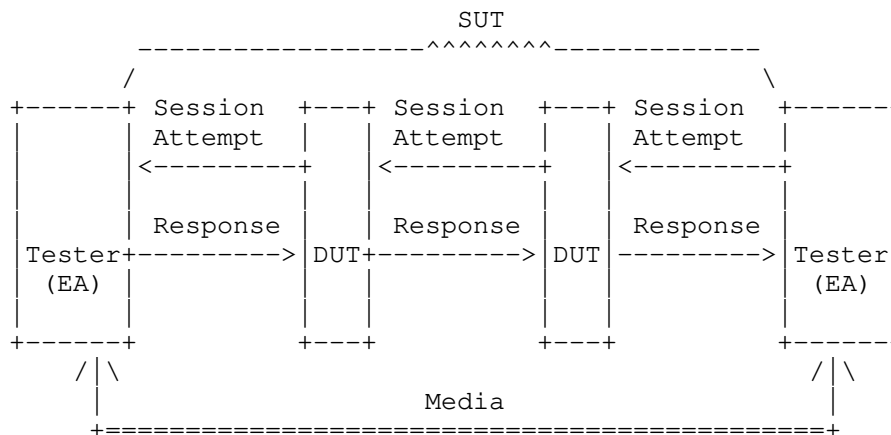 SUT
Session Session Session
Attempt Attempt Attempt
Response Response Response
Tester DUT DUT Tester
(EA) (EA)
Media